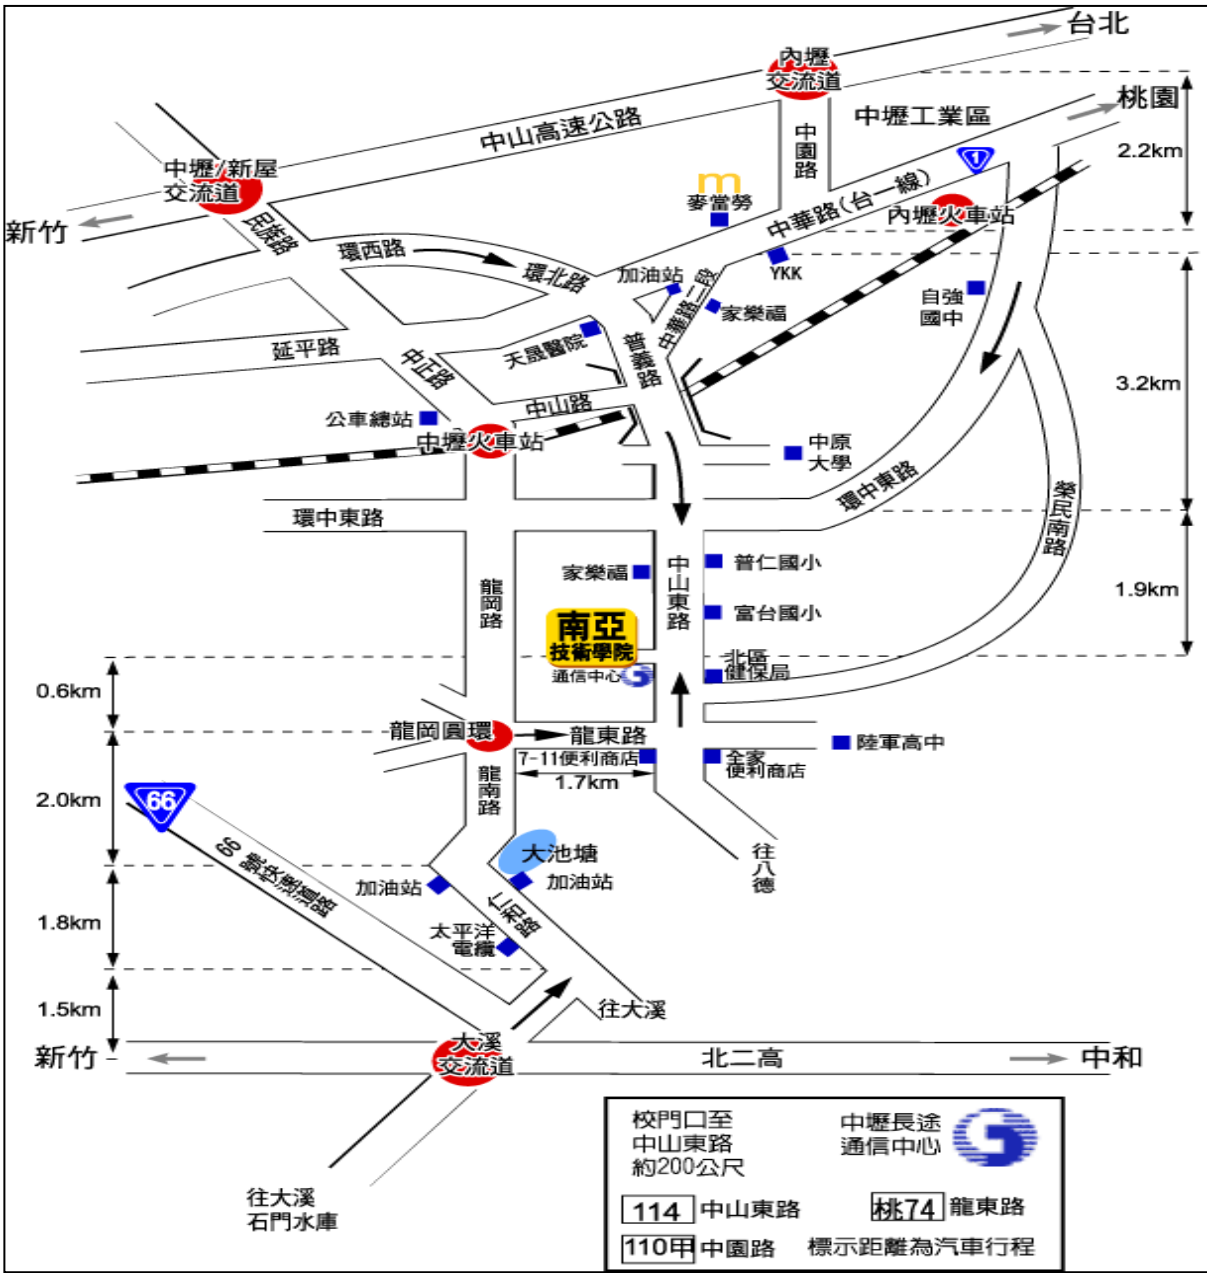 台北
內壢
交流道
桃園
中壢工業區
中山高速公路
中園路
2.2km
1
中壢/新屋
交流道
m
麥當勞
中華路(台一線)
內壢火車站
新竹
民族路
環西路
環北路
加油站
中華路二段
YKK
家樂福
自強
國中
延平路
中正路
天晟醫院
普義路
3.2km
公車總站
中山路
中壢火車站
中原
大學
環中東路
環中東路
榮民南路
龍岡路
家樂福
中山東路
普仁國小
1.9km
南亞
技術學院
富台國小
通信中心
北區
健保局
0.6km
龍岡圓環
龍東路
陸軍高中
7-11便利商店
全家
便利商店
1.7km
龍南路
2.0km
66
66號快速道路
大池塘
往八德
加油站
加油站
仁和路
太平洋
電纜
1.8km
1.5km
往大溪
新竹
大溪
交流道
北二高
中和
校門口至
中山東路
約200公尺
中壢長途
通信中心
往大溪
石門水庫
114 中山東路
桃74 龍東路
110甲 中園路
標示距離為汽車行程